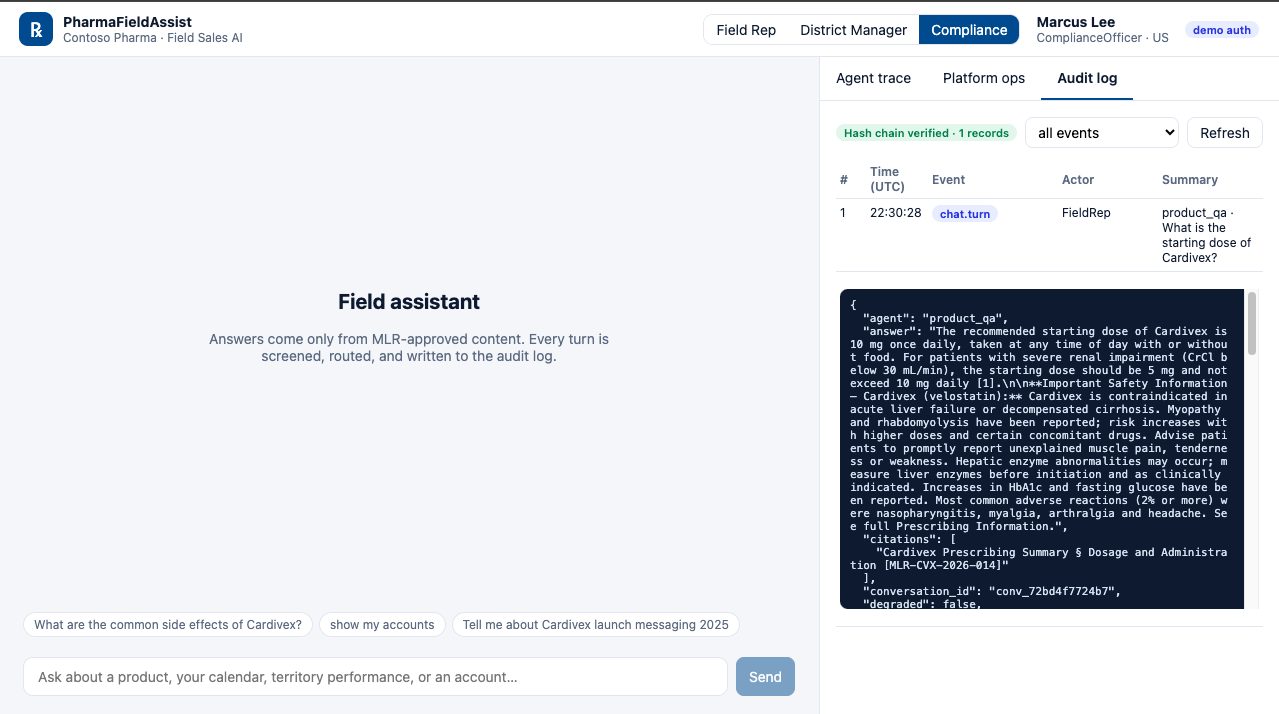 ℞
PharmaFieldAssist
Contoso Pharma · Field Sales AI
Field Rep
District Manager
Compliance
Marcus Lee
ComplianceOfficer · US
demo auth
Field assistant
Answers come only from MLR-approved content. Every turn is
screened, routed, and written to the audit log.
What are the common side effects of Cardivex?
show my accounts
Tell me about Cardivex launch messaging 2025
Ask about a product, your calendar, territory performance, or an account...
Send
Agent trace
Platform ops
Audit log
Hash chain verified · 1 records
all events
Refresh
# Time (UTC) Event Actor Summary
1 22:30:28 chat.turn FieldRep product_qa ·
What is the
starting dose of
Cardivex?
{
"agent": "product_qa",
"answer": "The recommended starting dose of Cardivex is
10 mg once daily, taken at any time of day with or withou
t food. For patients with severe renal impairment (CrCl b
elow 30 mL/min), the starting dose should be 5 mg and not
exceed 10 mg daily [1].\n\n**Important Safety Information
— Cardivex (velostatin):** Cardivex is contraindicated in
acute liver failure or decompensated cirrhosis. Myopathy
and rhabdomyolysis have been reported; risk increases wit
h higher doses and certain concomitant drugs. Advise pati
ents to promptly report unexplained muscle pain, tenderne
ss or weakness. Hepatic enzyme abnormalities may occur; m
easure liver enzymes before initiation and as clinically
indicated. Increases in HbA1c and fasting glucose have be
en reported. Most common adverse reactions (2% or more) w
ere nasopharyngitis, myalgia, arthralgia and headache. Se
e full Prescribing Information.",
"citations": [
"Cardivex Prescribing Summary § Dosage and Administra
tion [MLR-CVX-2026-014]"
],
"conversation_id": "conv_72bd4f7724b7",
"degraded": false,